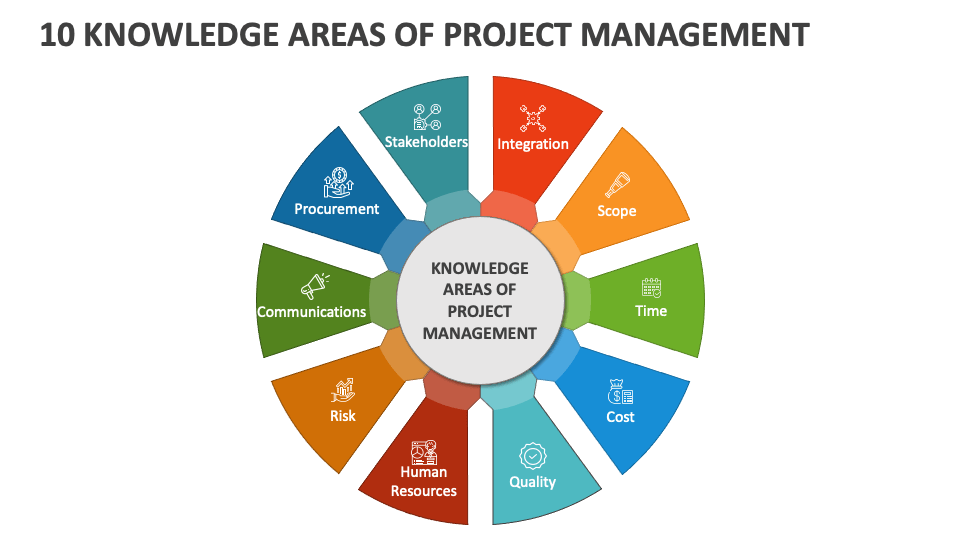 10 KNOWLEDGE AREAS OF PROJECT MANAGEMENT
Stakeholders
Integration
Procurement
Scope
KNOWLEDGE
AREAS OF
PROJECT
MANAGEMENT
Communications
Time
Risk
Cost
Human
Resources
Quality